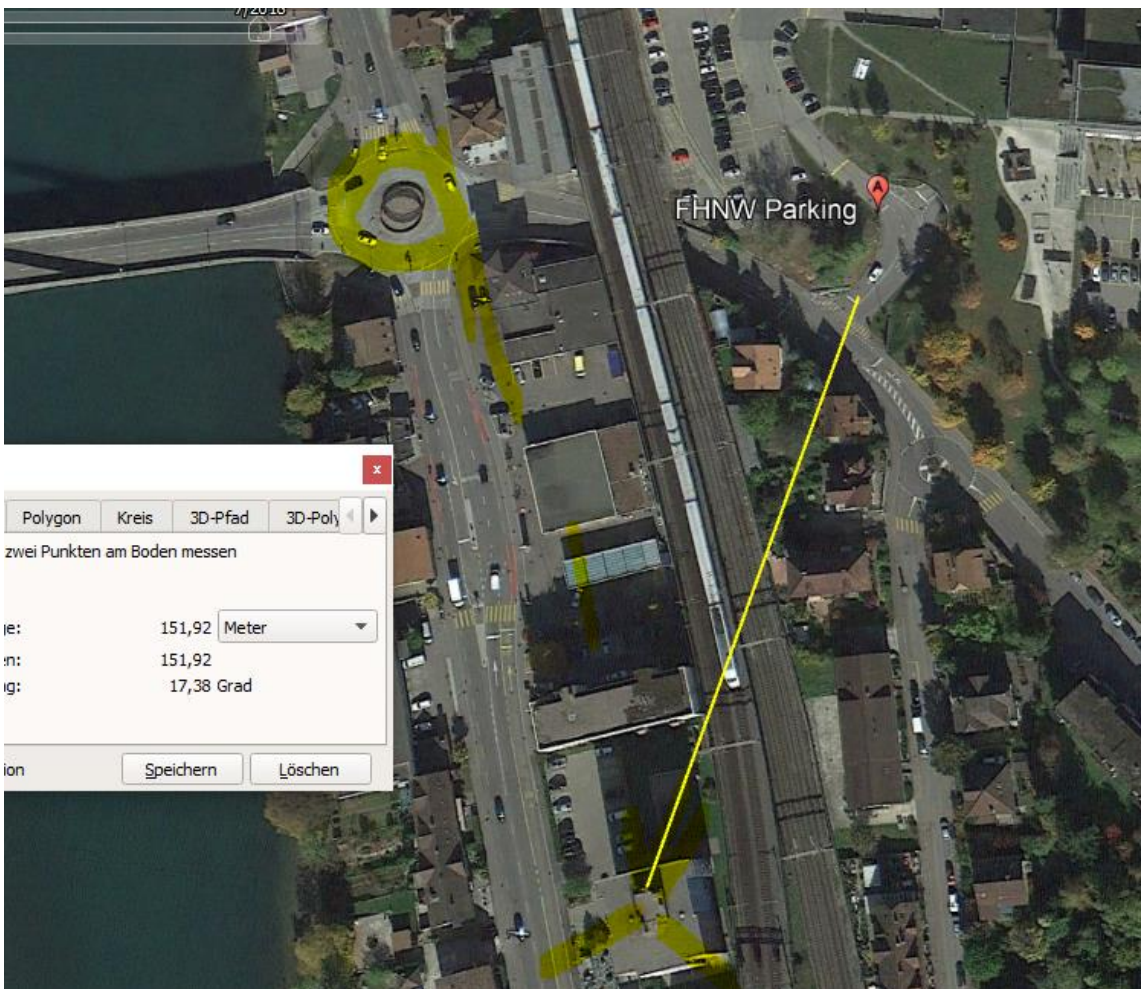 7/2018
A
FHNW Parking
x
Polygon Kreis 3D-Pfad 3D-Poly
zwei Punkten am Boden messen
ge: 151,92 Meter
en: 151,92
g: 17,38 Grad
ion Speichern Löschen